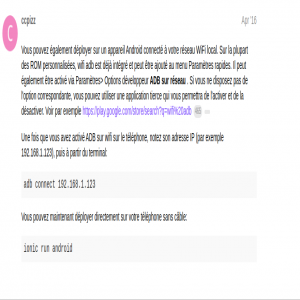 C
ccpizz
Apr '16
Vous pouvez également déployer sur un appareil Android connecté à votre réseau WiFi local. Sur la plupart
des ROM personnalisées, wifi adb est déjà intégré et peut être ajouté au menu Paramètres rapides. Il peut
également être activé via Paramètres> Options développeur ADB sur réseau . Si vous ne disposez pas de
l'option correspondante, vous pouvez utiliser une application tierce qui vous permettra de l'activer et de la
désactiver. Voir par exemple https://play.google.com/store/search?q=wifi%20adb
Une fois que vous avez activé ADB sur wifi sur le téléphone, notez son adresse IP (par exemple
192.168.1.123), puis à partir du terminal:
adb connect 192.168.1.123
Vous pouvez maintenant déployer directement sur votre téléphone sans câble:
ionic run android